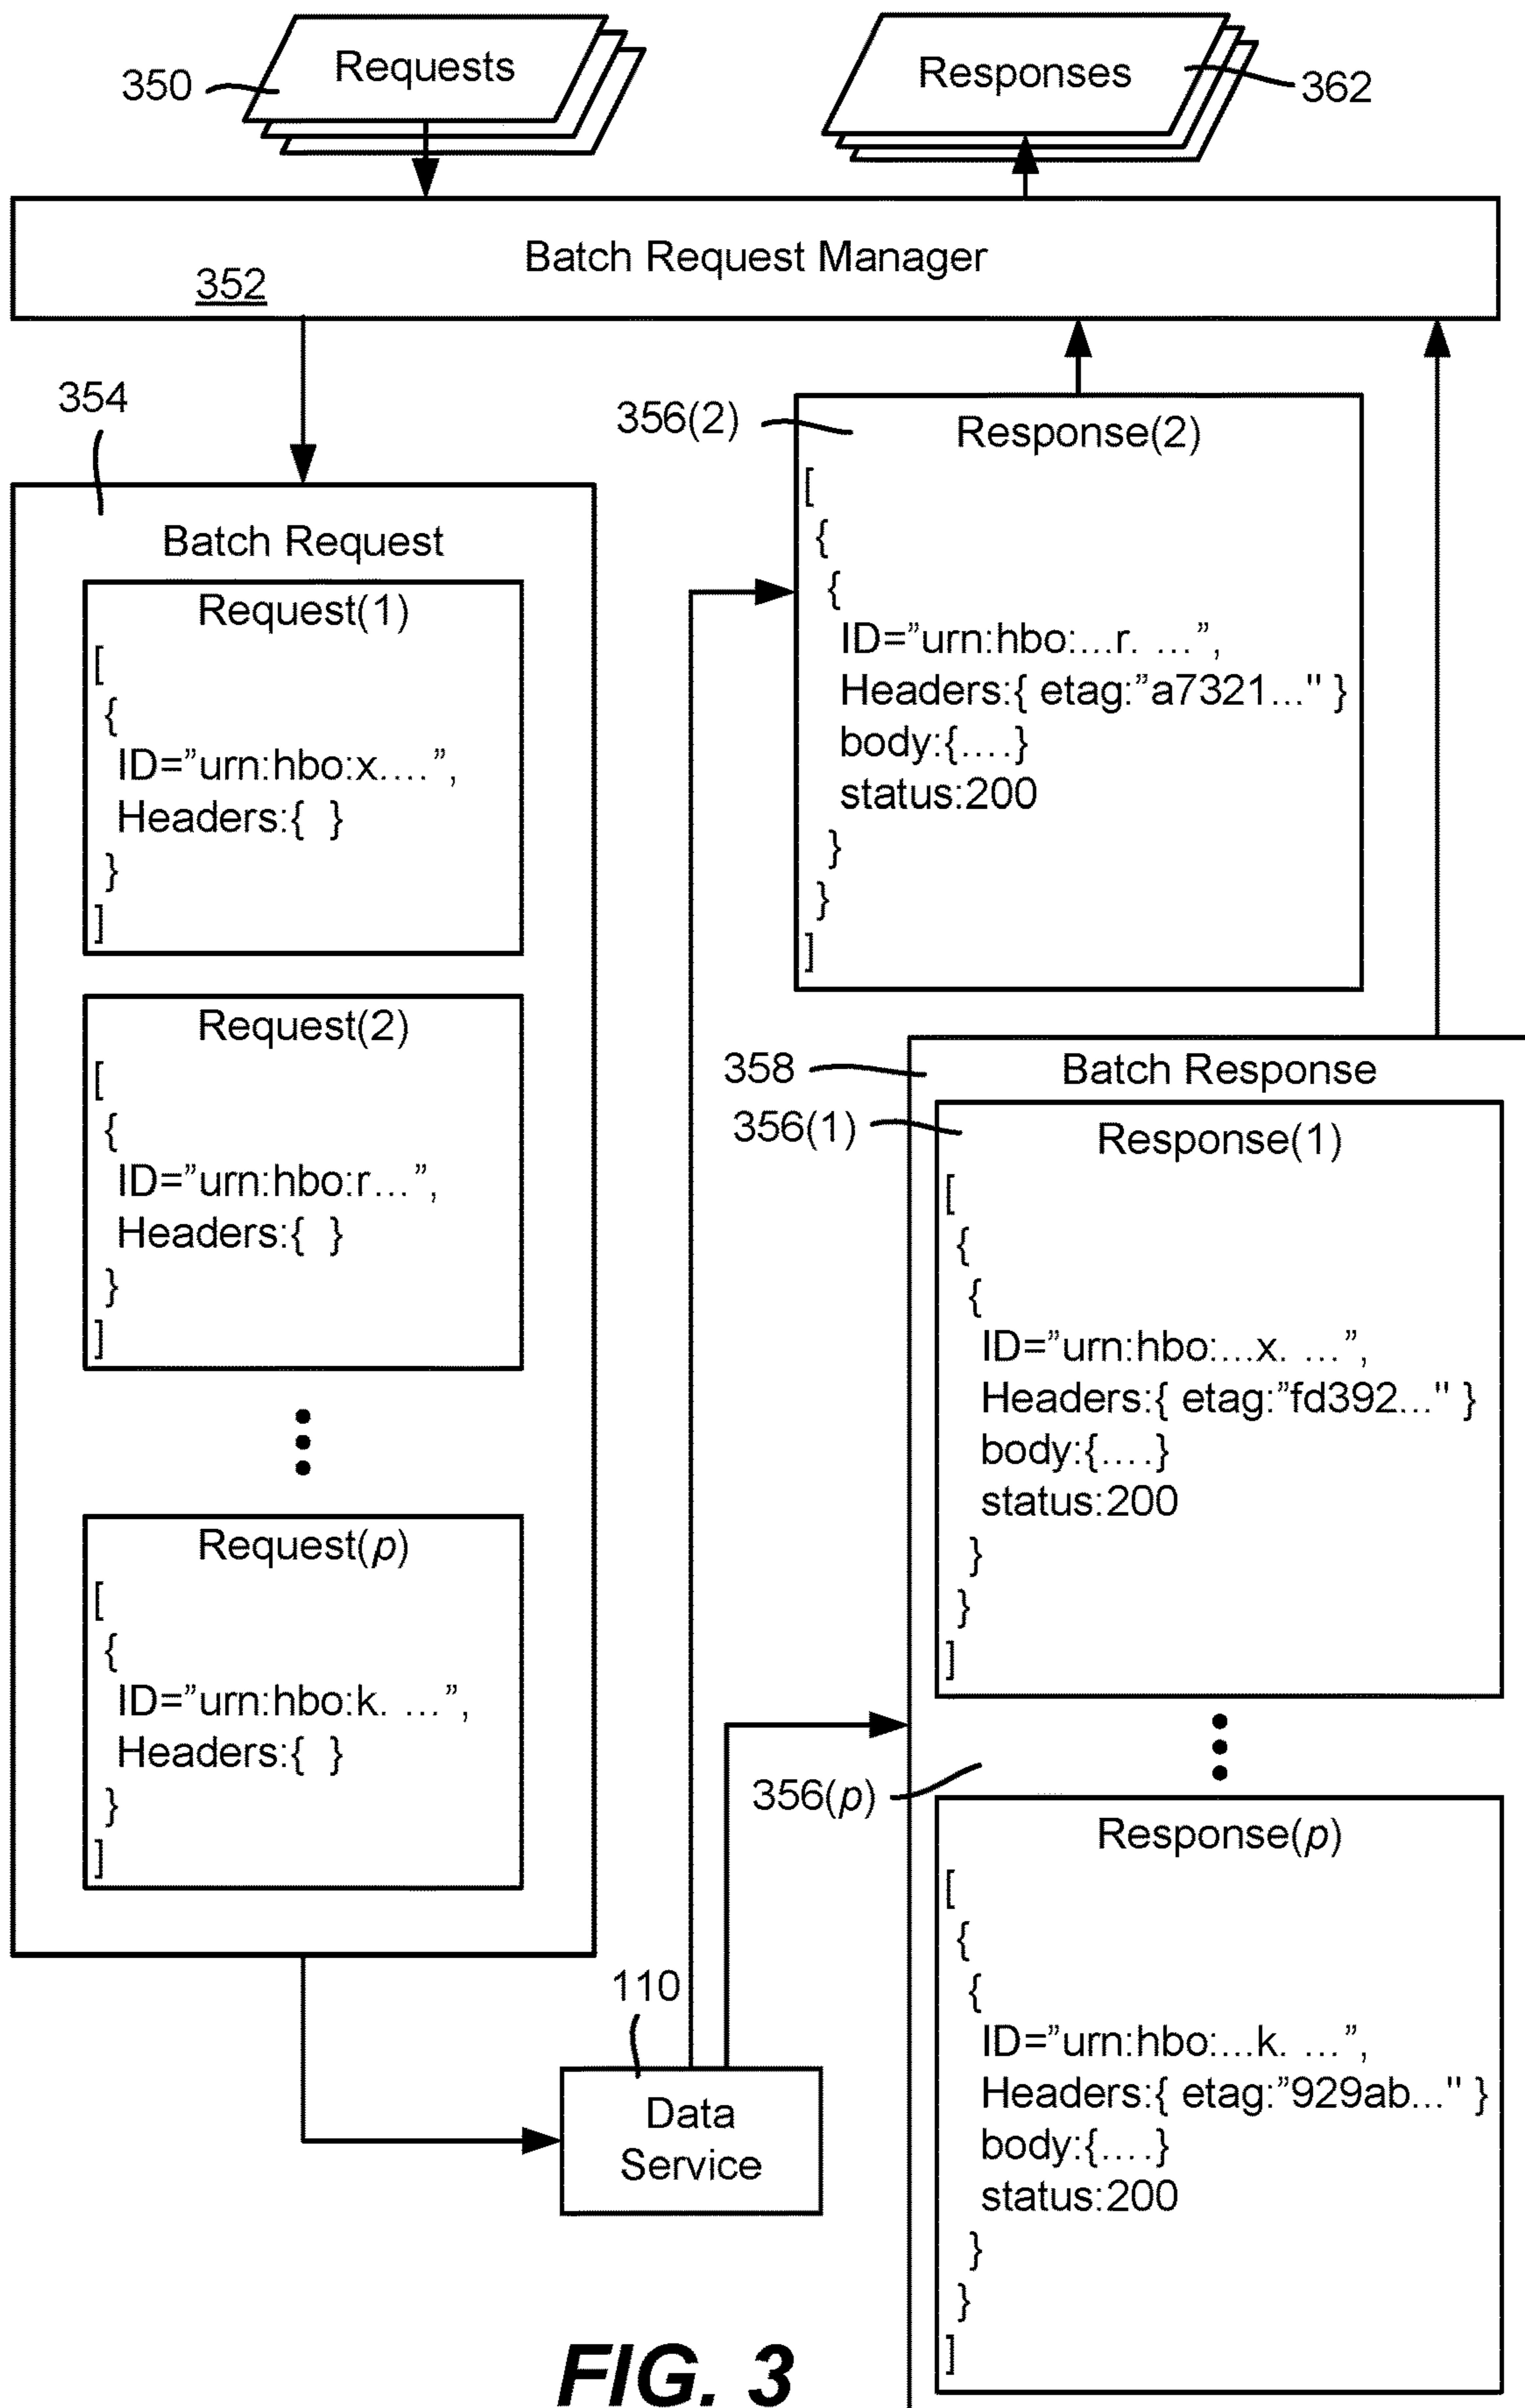 Requests
350
Responses
362
Batch Request Manager
352
354
Batch Request
Request(1)
[
{
ID=”urn:hbo:x....”,
Headers:{ }
}
]
Request(2)
[
{
ID=”urn:hbo:r...”,
Headers:{ }
}
]
Request(p)
[
{
ID=”urn:hbo:k. ...”,
Headers:{ }
}
]
110
Data
Service
356(2)
Response(2)
[
{
{
ID=”urn:hbo:...r. ...”,
Headers:{ etag:”a7321..." }
body:{....}
status:200
}
}
]
358
Batch Response
356(1)
Response(1)
[
{
{
ID=”urn:hbo:...x. ...”,
Headers:{ etag:”fd392..." }
body:{....}
status:200
}
}
]
356(p)
Response(p)
[
{
{
ID=”urn:hbo:...k. ...”,
Headers:{ etag:”929ab..." }
body:{....}
status:200
}
}
]
FIG. 3